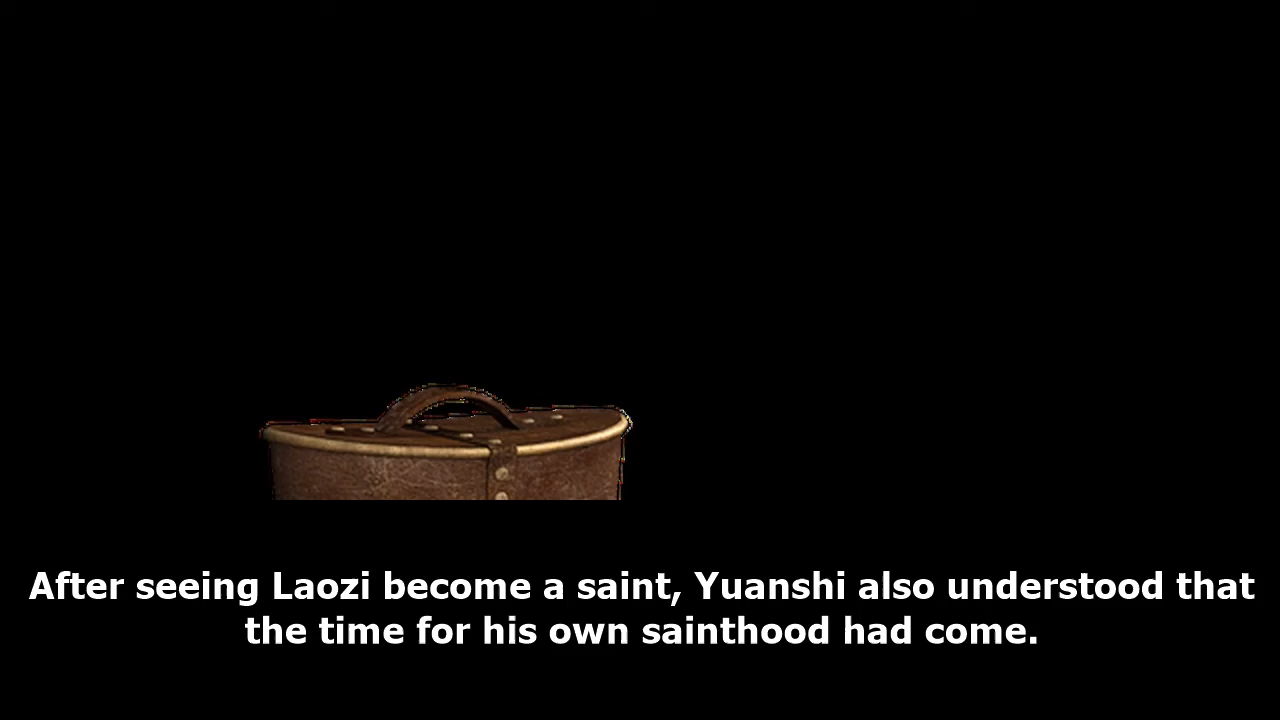 After seeing Laozi become a saint, Yuanshi also understood that
the time for his own sainthood had come.